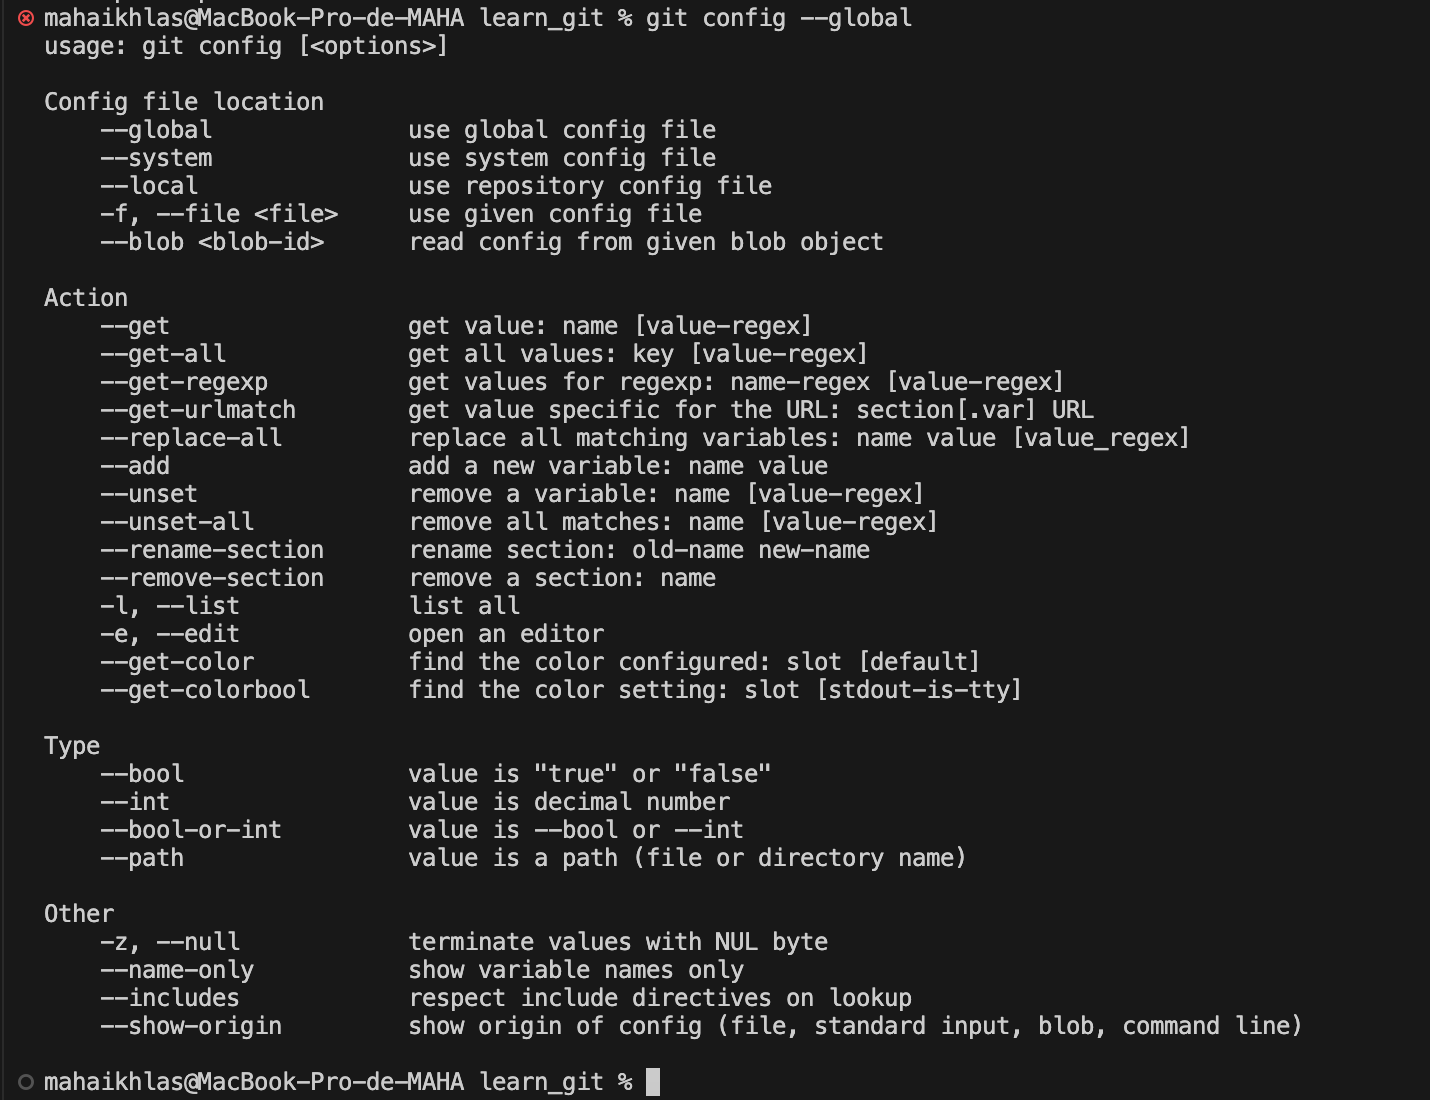 mahaikhlas@MacBook-Pro-de-MAHA learn_git % git config --global
usage: git config [<options>]

Config file location
    --global              use global config file
    --system              use system config file
    --local               use repository config file
    -f, --file <file>     use given config file
    --blob <blob-id>      read config from given blob object

Action
    --get                 get value: name [value-regex]
    --get-all             get all values: key [value-regex]
    --get-regexp          get values for regexp: name-regex [value-regex]
    --get-urlmatch        get value specific for the URL: section[.var] URL
    --replace-all         replace all matching variables: name value [value_regex]
    --add                 add a new variable: name value
    --unset               remove a variable: name [value-regex]
    --unset-all           remove all matches: name [value-regex]
    --rename-section      rename section: old-name new-name
    --remove-section      remove a section: name
    -l, --list            list all
    -e, --edit            open an editor
    --get-color           find the color configured: slot [default]
    --get-colorbool       find the color setting: slot [stdout-is-tty]

Type
    --bool                value is "true" or "false"
    --int                 value is decimal number
    --bool-or-int         value is --bool or --int
    --path                value is a path (file or directory name)

Other
    -z, --null            terminate values with NUL byte
    --name-only           show variable names only
    --includes            respect include directives on lookup
    --show-origin         show origin of config (file, standard input, blob, command line)

mahaikhlas@MacBook-Pro-de-MAHA learn_git %